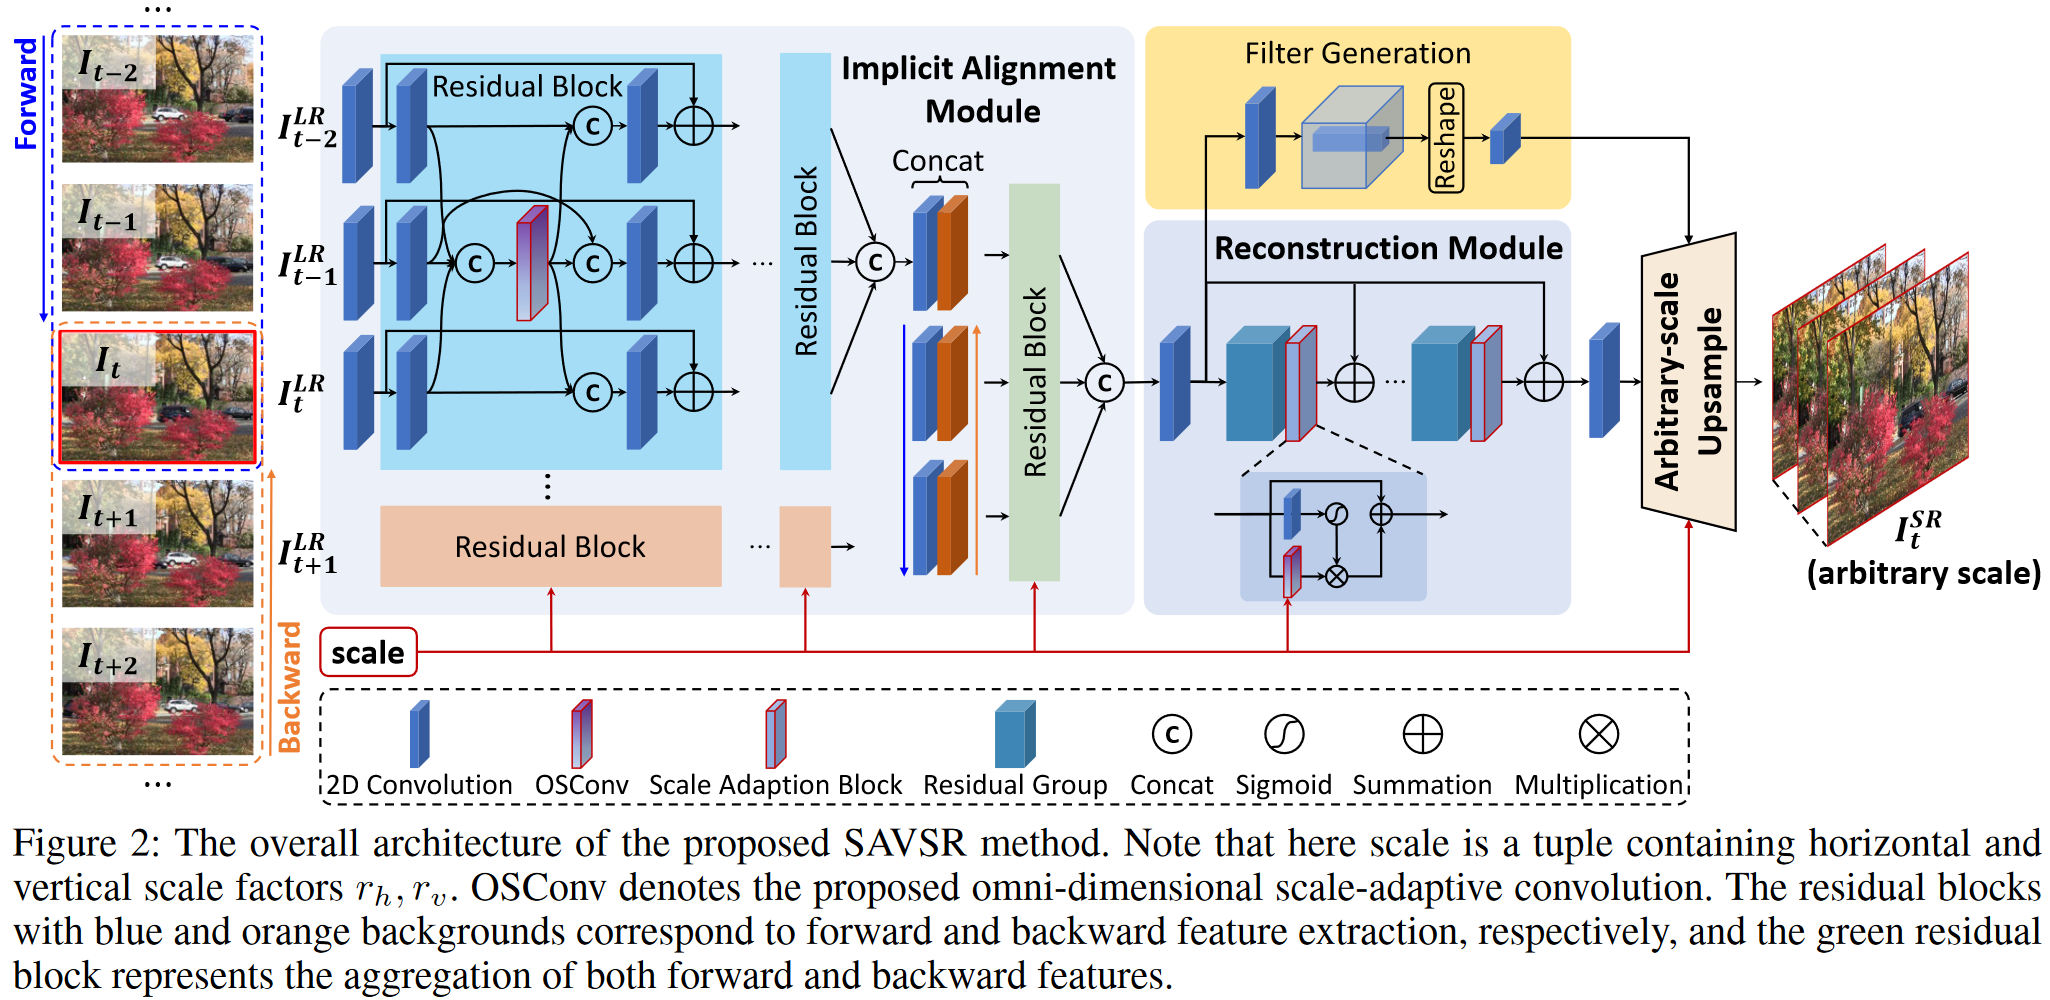 ...
Forward
I_{t-2}
I_{t-1}
I_t
I_{t+1}
I_{t+2}
Backward
...
I_{t-2}^{LR}
I_{t-1}^{LR}
I_t^{LR}
I_{t+1}^{LR}
Residual Block
C
C
C
C
...
Residual Block
...
Residual Block
...
Implicit Alignment
Module
C
Concat
Residual Block
C
Filter Generation
Reshape
Reconstruction Module
...
Arbitrary-scale
Upsample
I_t^{SR}
(arbitrary scale)
scale
C
2D Convolution OSConv Scale Adaption Block Residual Group Concat Sigmoid Summation Multiplication
Figure 2: The overall architecture of the proposed SAVSR method. Note that here scale is a tuple containing horizontal and
vertical scale factors r_h, r_v. OSConv denotes the proposed omni-dimensional scale-adaptive convolution. The residual blocks
with blue and orange backgrounds correspond to forward and backward feature extraction, respectively, and the green residual
block represents the aggregation of both forward and backward features.